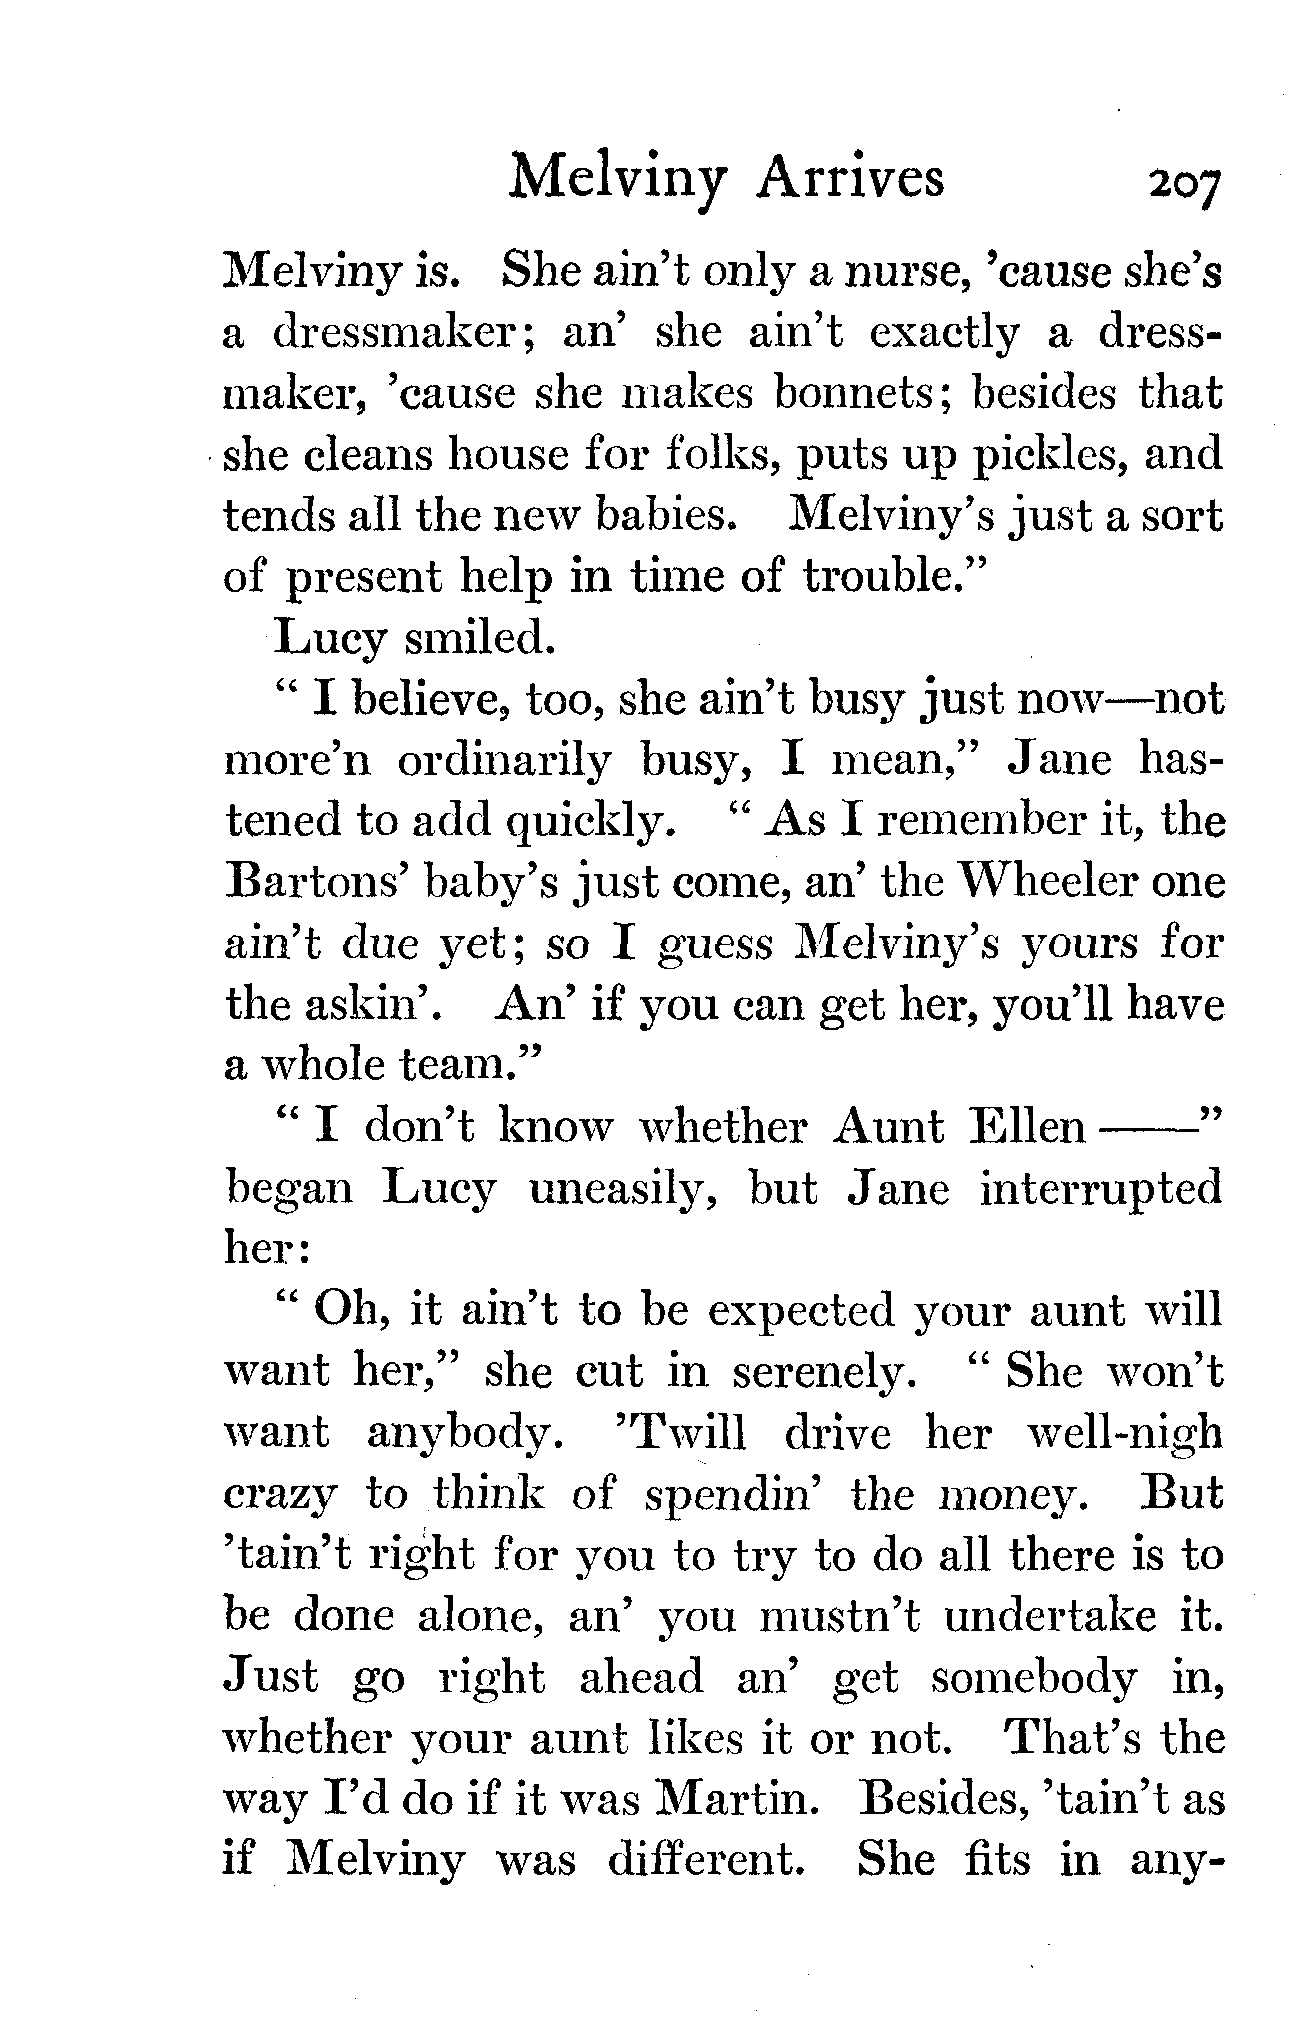 Melviny Arrives 207
Melviny is. She ain't only a nurse, 'cause she's
a dressmaker; an' she ain't exactly a dress-
maker, 'cause she makes bonnets; besides that
she cleans house for folks, puts up pickles, and
tends all the new babies. Melviny's just a sort
of present help in time of trouble."
Lucy smiled.
" I believe, too, she ain't busy just now—not
more'n ordinarily busy, I mean," Jane has-
tened to add quickly. " As I remember it, the
Bartons' baby's just come, an' the Wheeler one
ain't due yet; so I guess Melviny's yours for
the askin'. An' if you can get her, you'll have
a whole team."
" I don't know whether Aunt Ellen ——"
began Lucy uneasily, but Jane interrupted
her:
" Oh, it ain't to be expected your aunt will
want her," she cut in serenely. " She won't
want anybody. 'Twill drive her well-nigh
crazy to think of spendin' the money. But
'tain't right for you to try to do all there is to
be done alone, an' you mustn't undertake it.
Just go right ahead an' get somebody in,
whether your aunt likes it or not. That's the
way I'd do if it was Martin. Besides, 'tain't as
if Melviny was different. She fits in any-